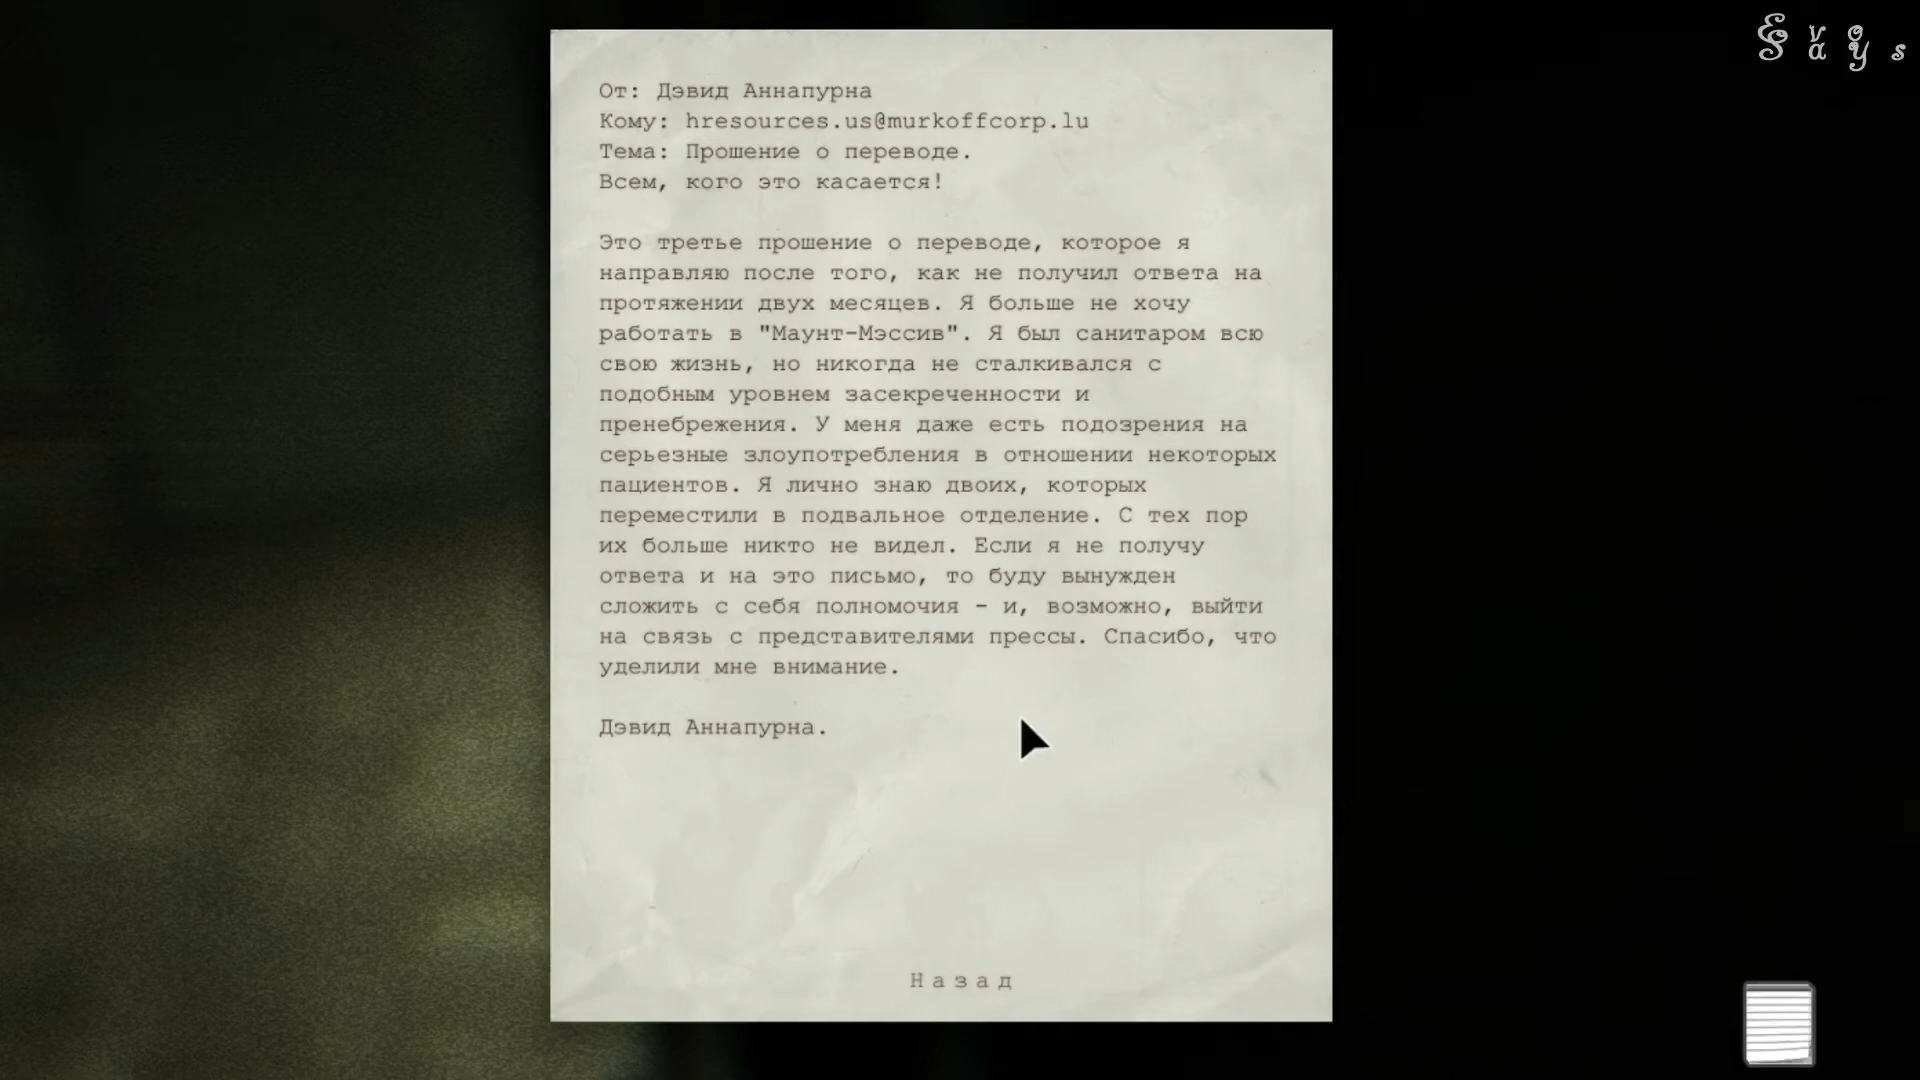 От: Дэвид Аннапурна
Кому: hresources.us@murkoffcorp.lu
Тема: Прошение о переводе.
Всем, кого это касается!
Это третье прошение о переводе, которое я
направляю после того, как не получил ответа на
протяжении двух месяцев. Я больше не хочу
работать в "Маунт-Мэссив". Я был санитаром всю
свою жизнь, но никогда не сталкивался с
подобным уровнем засекреченности и
пренебрежения. У меня даже есть подозрения на
серьезные злоупотребления в отношении некоторых
пациентов. Я лично знаю двоих, которых
переместили в подвальное отделение. С тех пор
их больше никто не видел. Если я не получу
ответа и на это письмо, то буду вынужден
сложить с себя полномочия - и, возможно, выйти
на связь с представителями прессы. Спасибо, что
уделили мне внимание.
Дэвид Аннапурна.
Назад